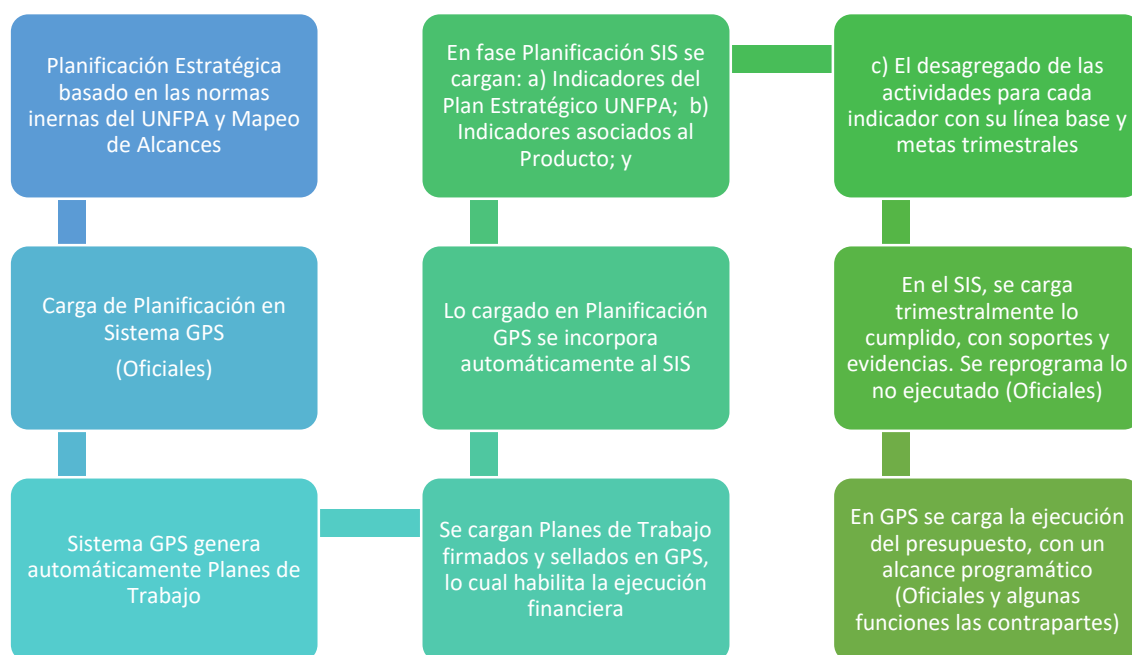 Planificación Estratégica
basado en las normas
inernas del UNFPA y Mapeo
de Alcances
Carga de Planificación en
Sistema GPS
(Oficiales)
Sistema GPS genera
automáticamente Planes de
Trabajo
Se cargan Planes de Trabajo
firmados y sellados en GPS,
lo cual habilita la ejecución
financiera
Lo cargado en Planificación
GPS se incorpora
automáticamente al SIS
En fase Planificación SIS se
cargan: a) Indicadores del
Plan Estratégico UNFPA; b)
Indicadores asociados al
Producto; y
c) El desagregado de las
actividades para cada
indicador con su línea base y
metas trimestrales
En el SIS, se carga
trimestralmente lo
cumplido, con soportes y
evidencias. Se reprograma lo
no ejecutado (Oficiales)
En GPS se carga la ejecución
del presupuesto, con un
alcance programático
(Oficiales y algunas
funciones las contrapartes)